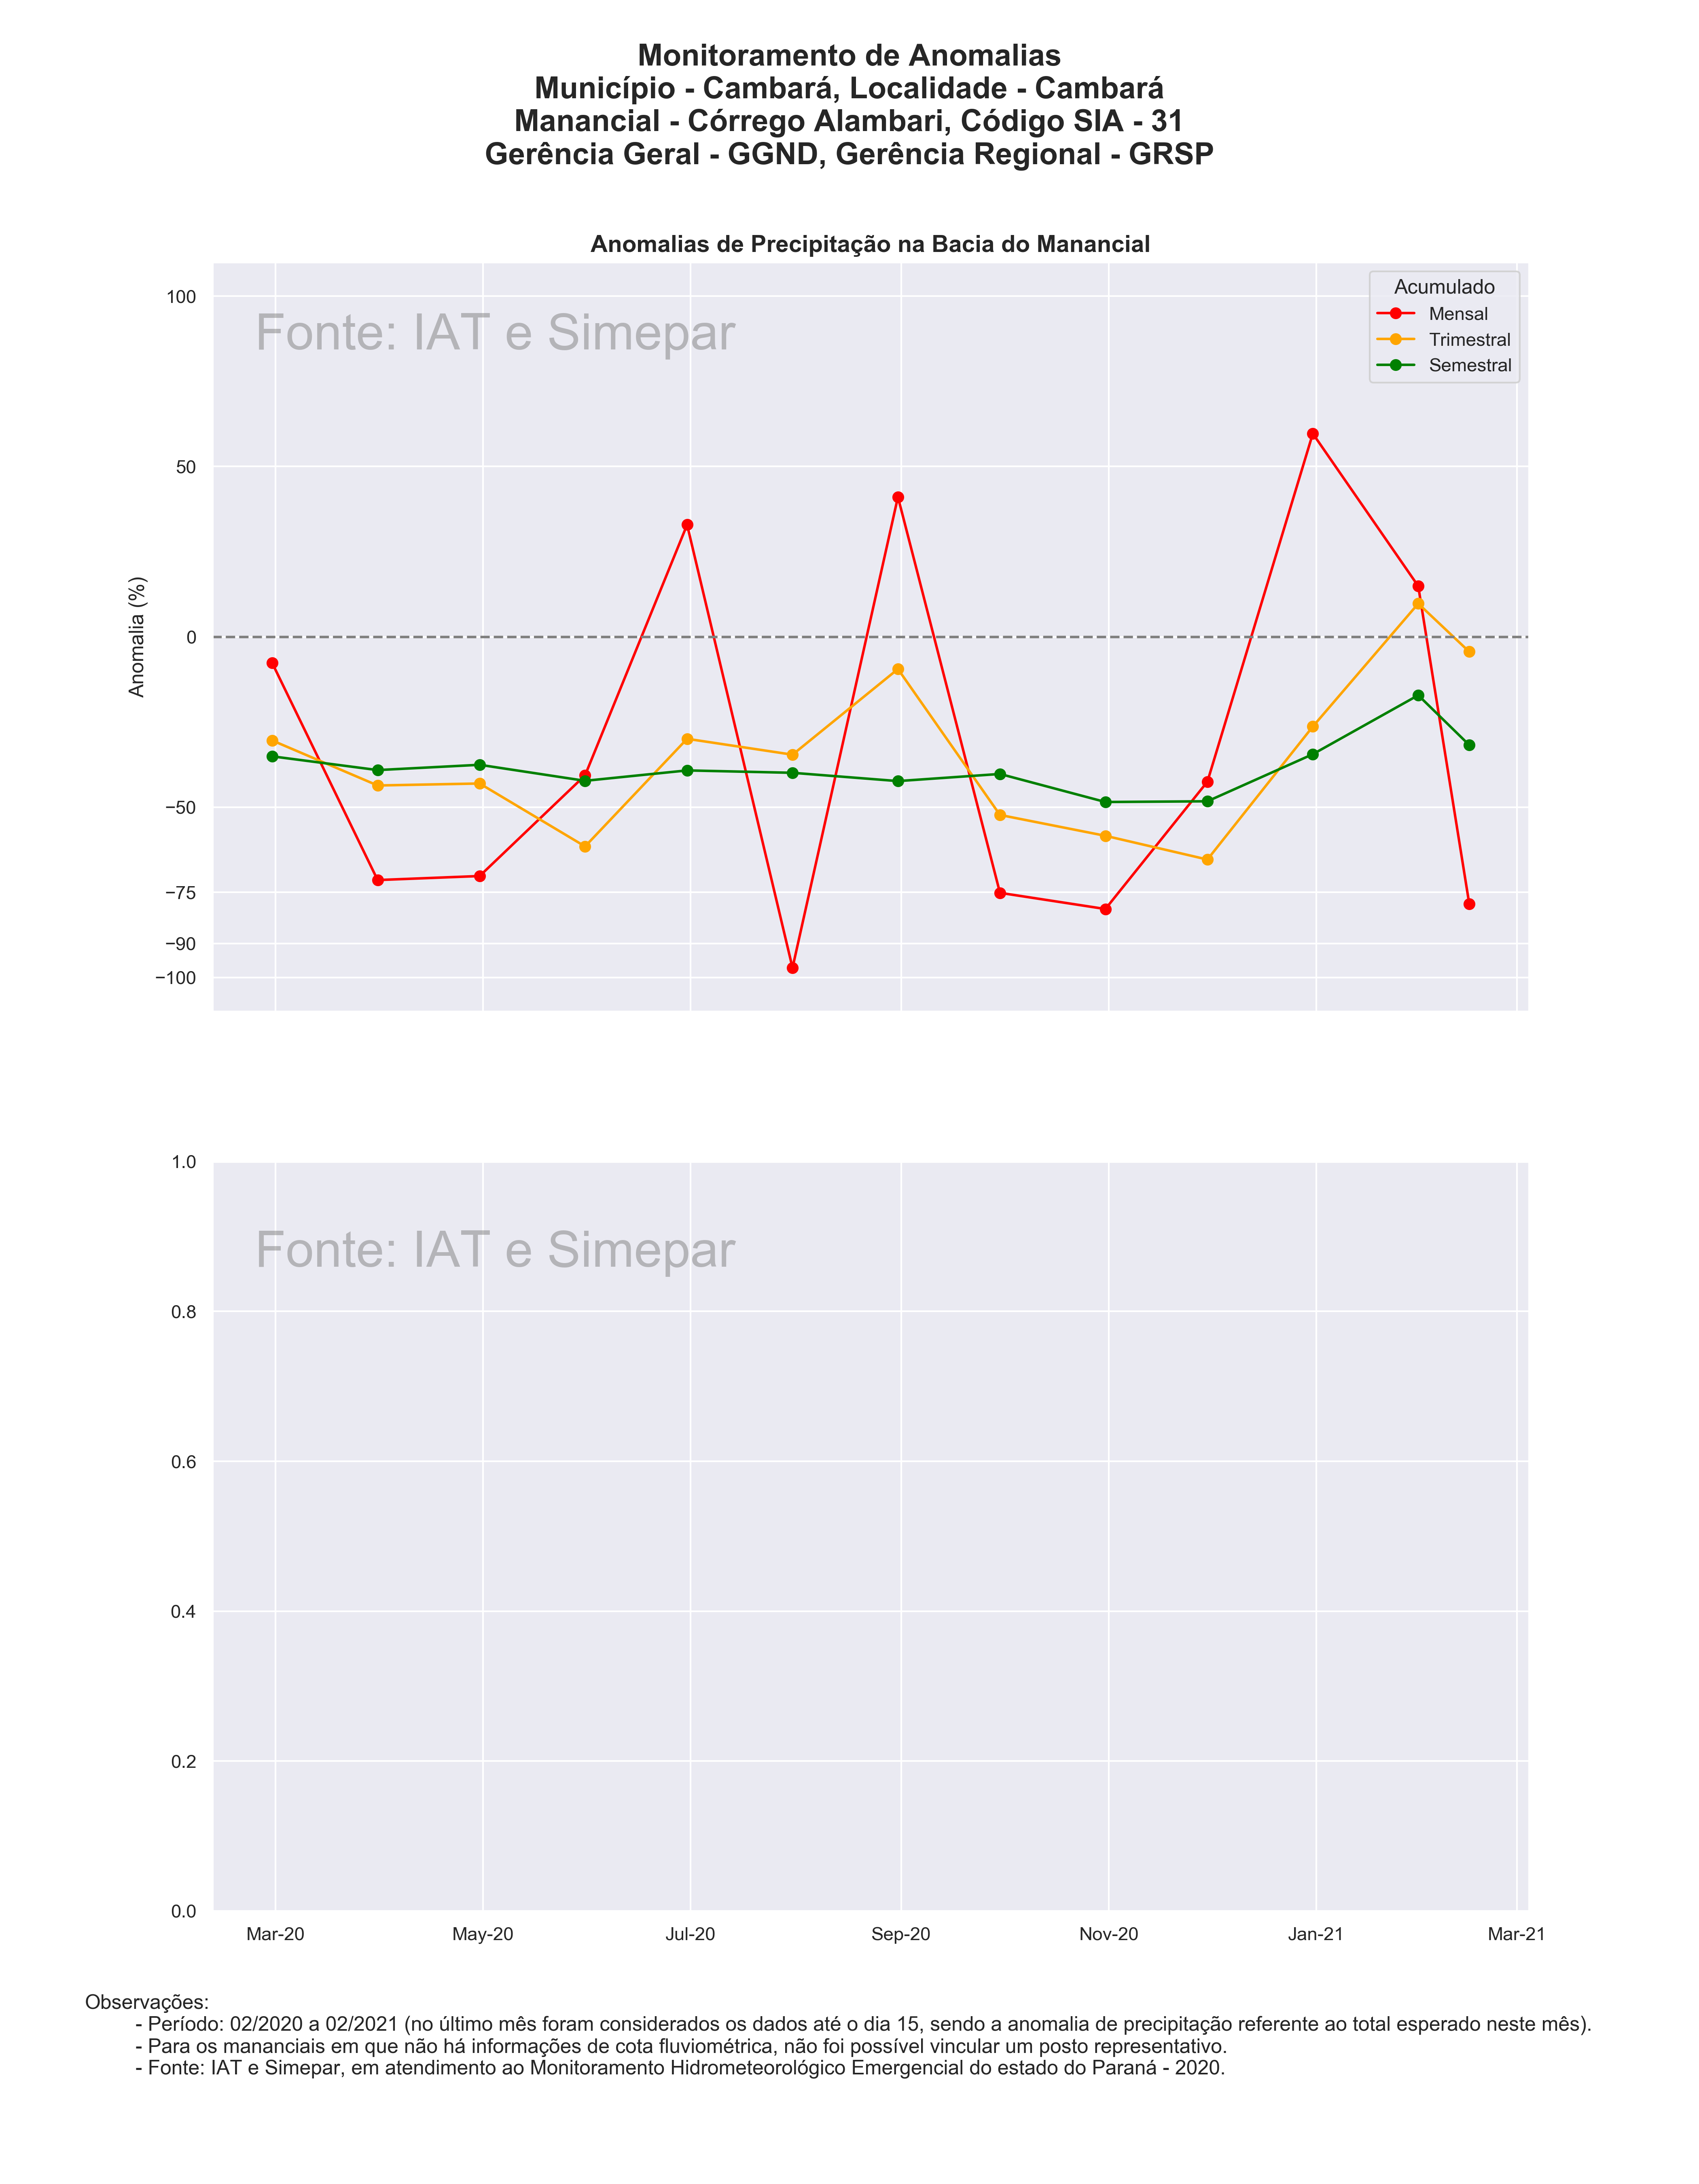 Monitoramento de Anomalias
Município - Cambará, Localidade - Cambará
Manancial - Córrego Alambari, Código SIA - 31
Gerência Geral - GGND, Gerência Regional - GRSP
Anomalias de Precipitação na Bacia do Manancial
Fonte: IAT e Simepar
Acumulado
Mensal
Trimestral
Semestral
Anomalia (%)
100
50
0
−50
−75
−90
−100
Fonte: IAT e Simepar
1.0
0.8
0.6
0.4
0.2
0.0
Mar-20 May-20 Jul-20 Sep-20 Nov-20 Jan-21 Mar-21
Observações:
- Período: 02/2020 a 02/2021 (no último mês foram considerados os dados até o dia 15, sendo a anomalia de precipitação referente ao total esperado neste mês).
- Para os mananciais em que não há informações de cota fluviométrica, não foi possível vincular um posto representativo.
- Fonte: IAT e Simepar, em atendimento ao Monitoramento Hidrometeorológico Emergencial do estado do Paraná - 2020.